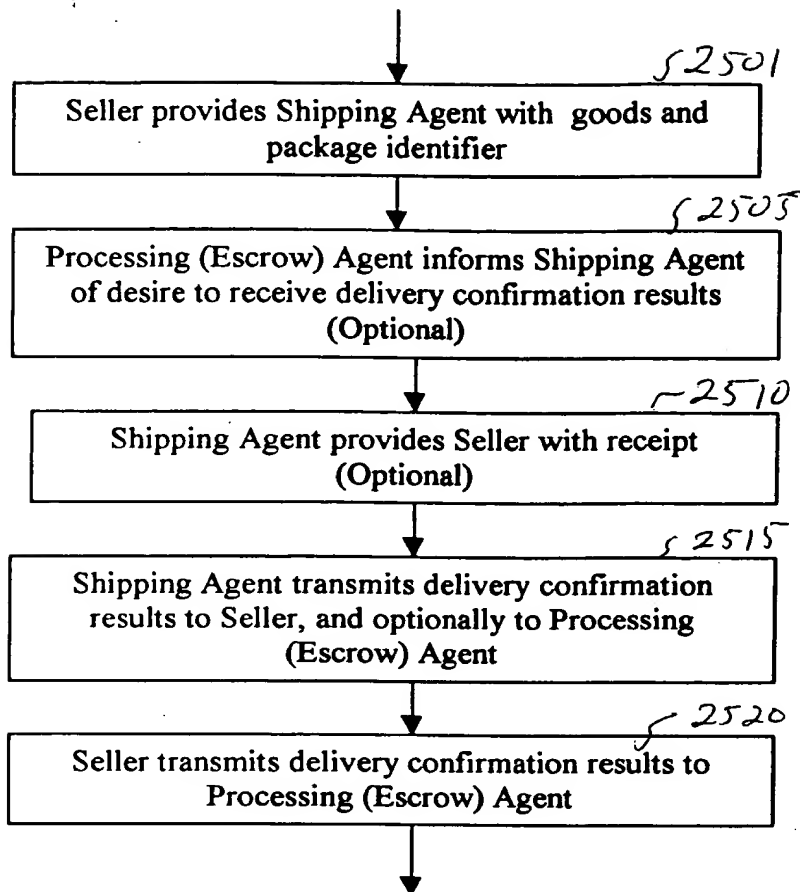 2501
Seller provides Shipping Agent with goods and
package identifier
2505
Processing (Escrow) Agent informs Shipping Agent
of desire to receive delivery confirmation results
(Optional)
2510
Shipping Agent provides Seller with receipt
(Optional)
2515
Shipping Agent transmits delivery confirmation
results to Seller, and optionally to Processing
(Escrow) Agent
2520
Seller transmits delivery confirmation results to
Processing (Escrow) Agent